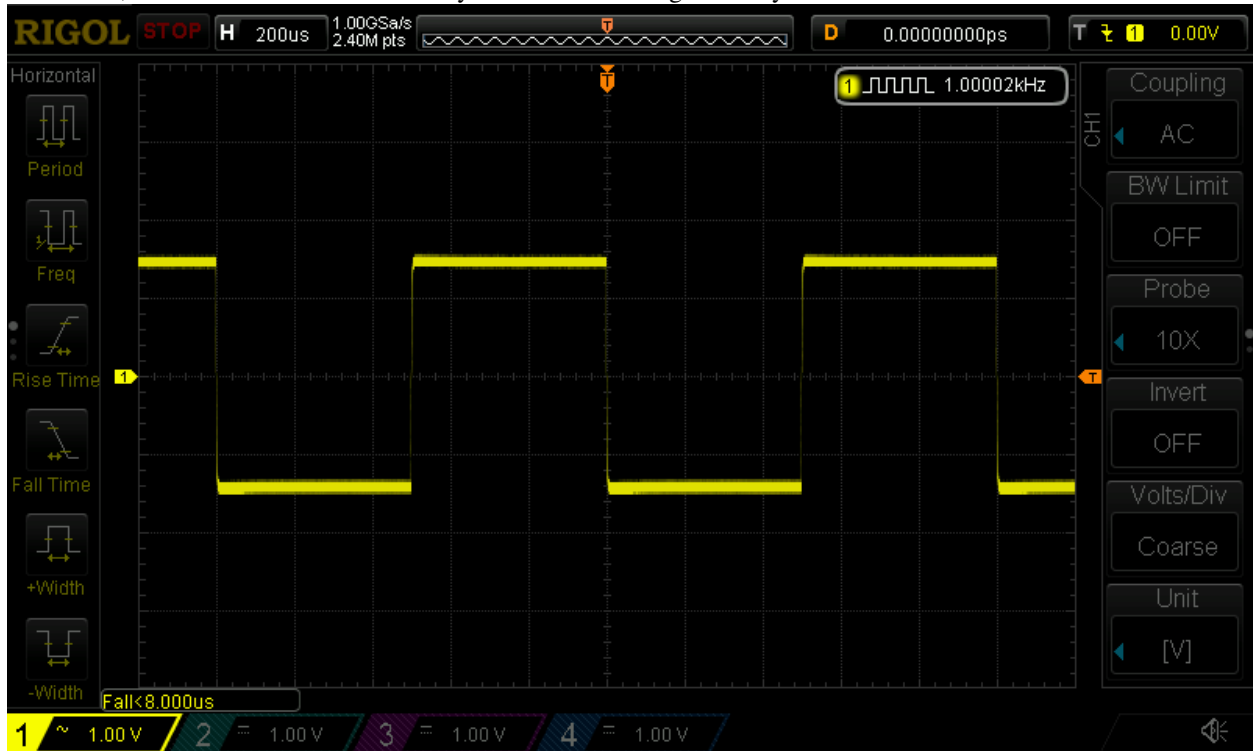 RIGOL STOP H 200us 1.00GSa/s 2.40M pts D 0.00000000ps T 1 0.00V
Horizontal
T
1 1.00002kHz
Coupling
CH1
AC
Period
BW Limit
OFF
Freq
Probe
10X
Rise Time
1
T
Invert
OFF
Fall Time
Volts/Div
Coarse
+Width
Unit
[V]
-Width
Fall<8.000us
1 ~ 1.00 V 2 = 1.00 V 3 = 1.00 V 4 = 1.00 V